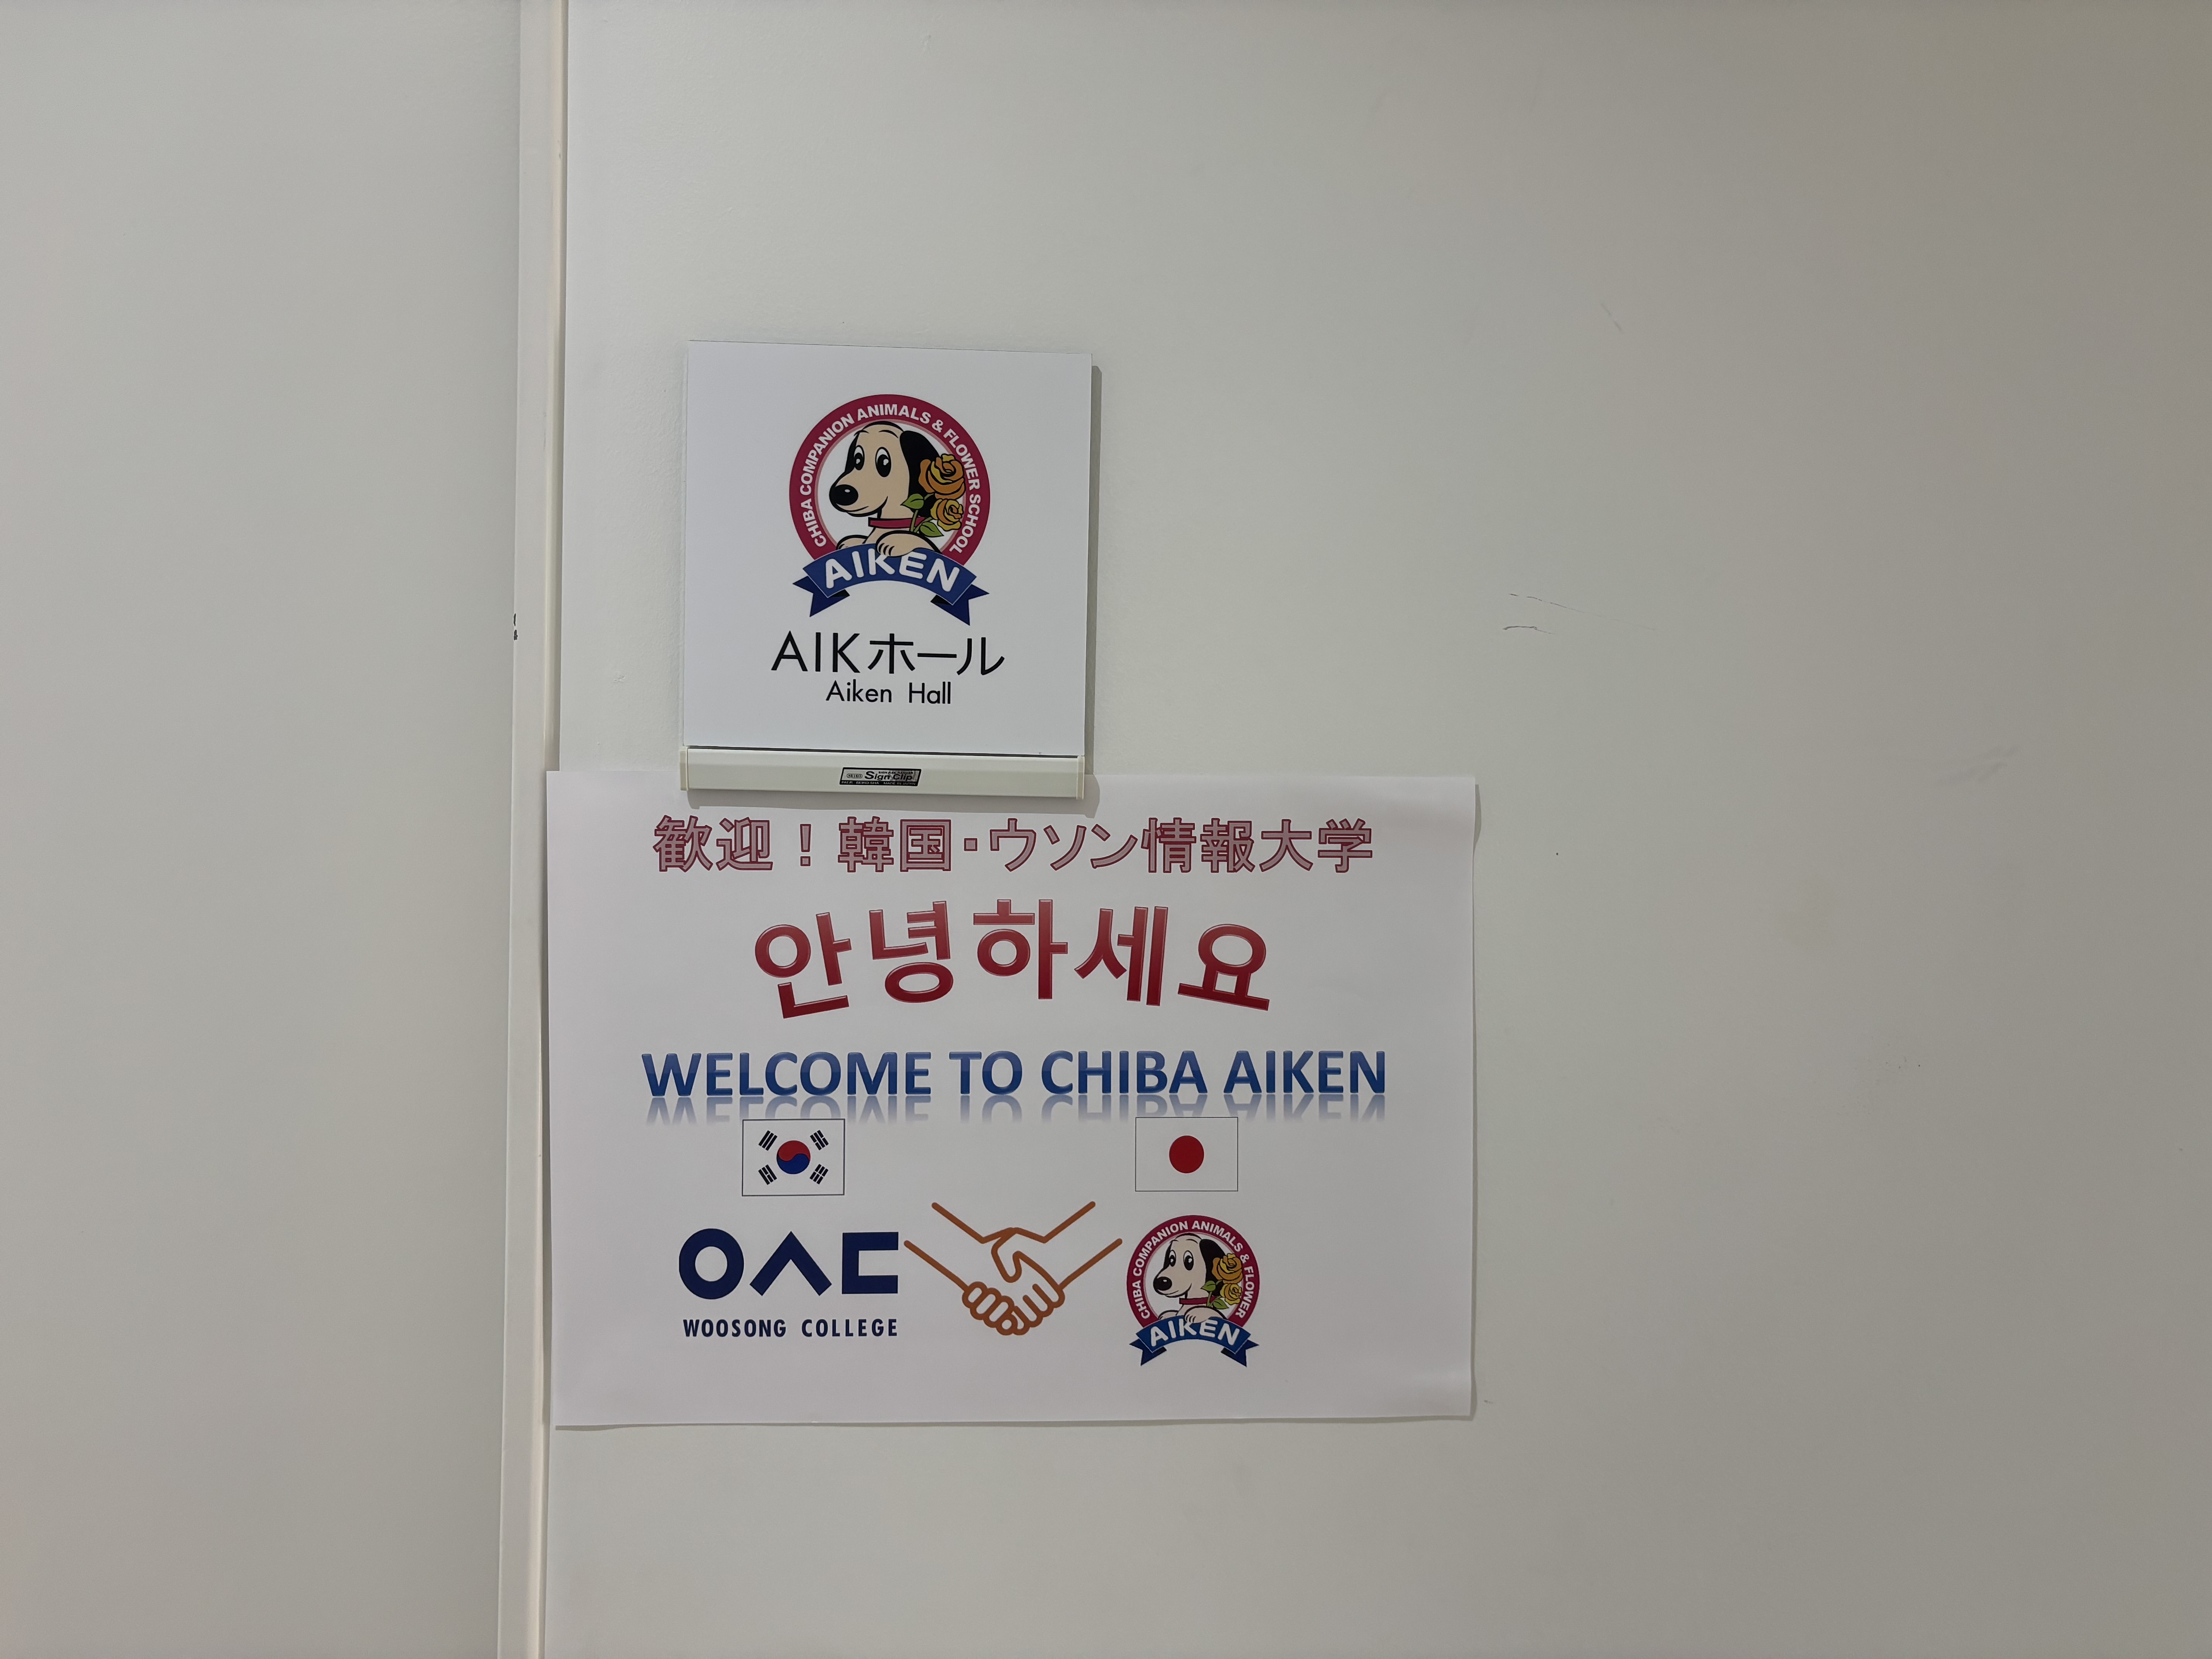 CHIBA COMPANION ANIMALS & FLOWER SCHOOL
AIKEN
AIKホール
Aiken Hall
Sign Clip
歓迎！韓国・ウソン情報大学
안녕하세요
WELCOME TO CHIBA AIKEN
ㅇㅅㄷ
WOOSONG COLLEGE
CHIBA COMPANION ANIMALS & FLOWER
AIKEN